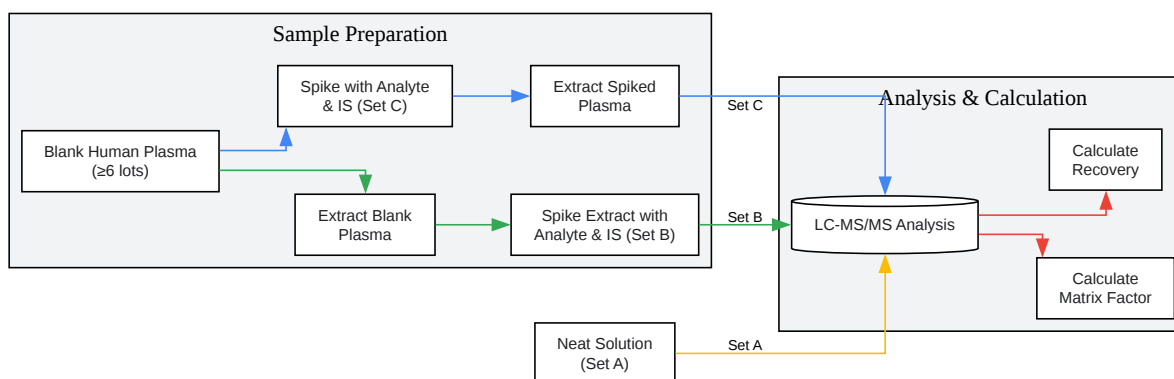 Sample Preparation
Spike with Analyte
& IS (Set C)
Extract Spiked
Plasma
Set C
Blank Human Plasma
(≥6 lots)
Extract Blank
Plasma
Spike Extract with
Analyte & IS (Set B)
Set B
Neat Solution
(Set A)
Set A
Analysis & Calculation
LC-MS/MS Analysis
Calculate
Recovery
Calculate
Matrix Factor